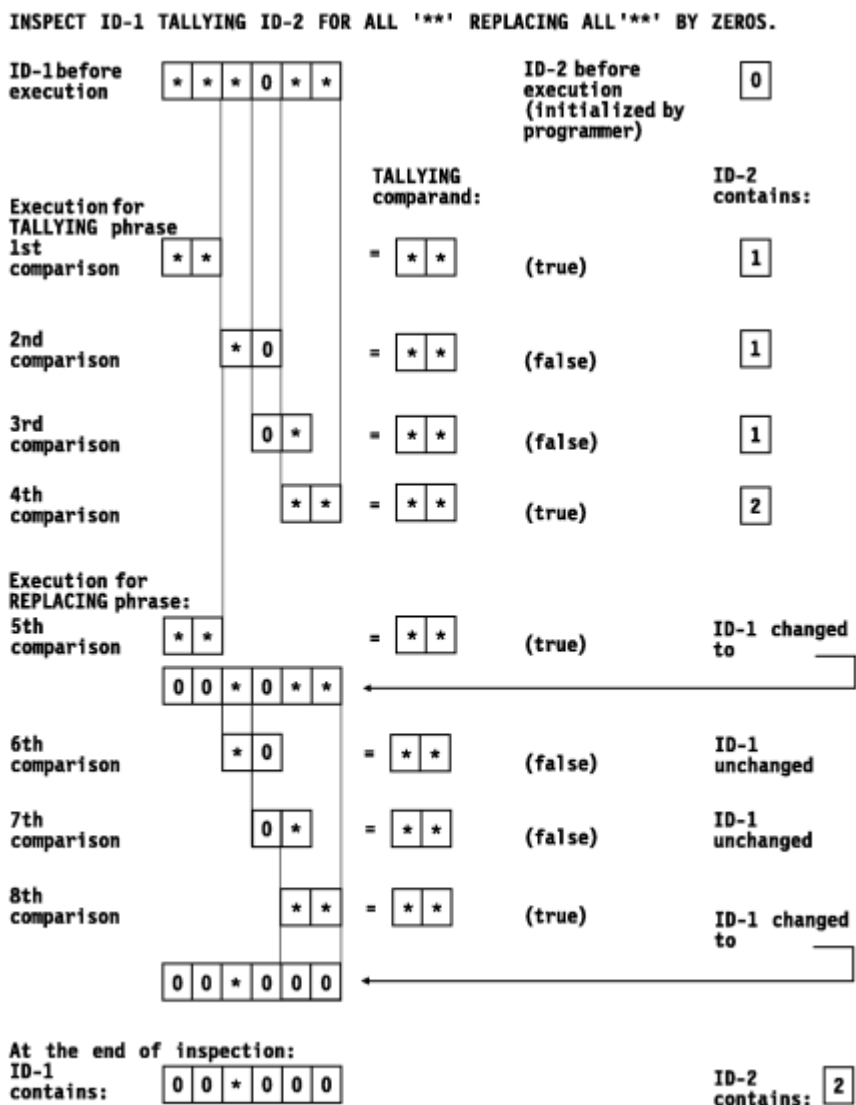 INSPECT ID-1 TALLYING ID-2 FOR ALL '**' REPLACING ALL '**' BY ZEROS.
ID-1 before execution * * * 0 * * ID-2 before execution (initialized by programmer) 0
TALLYING comparand: ID-2 contains:
Execution for
TALLYING phrase
1st comparison * * = * * (true) 1
2nd comparison * 0 = * * (false) 1
3rd comparison 0 * = * * (false) 1
4th comparison * * = * * (true) 2
Execution for
REPLACING phrase:
5th comparison * * = * * (true) ID-1 changed to
0 0 * 0 * *
6th comparison * 0 = * * (false) ID-1 unchanged
7th comparison 0 * = * * (false) ID-1 unchanged
8th comparison * * = * * (true) ID-1 changed to
0 0 * 0 0 0
At the end of inspection:
ID-1 contains: 0 0 * 0 0 0 ID-2 contains: 2